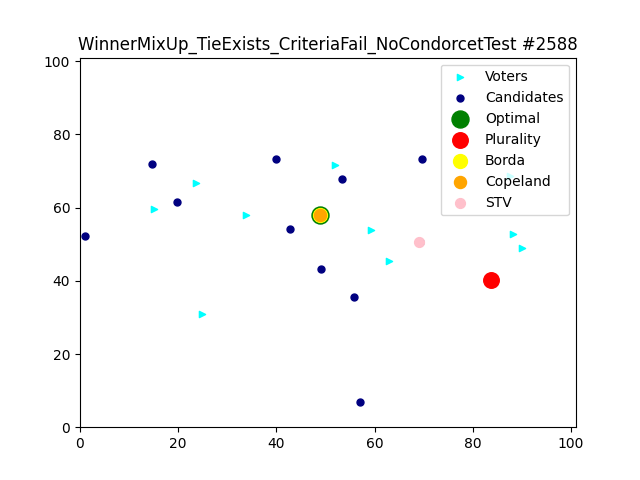 WinnerMixUp_TieExists_CriteriaFail_NoCondorcetTest #2588
Voters
Candidates
Optimal
Plurality
Borda
Copeland
STV
100
80
60
40
20
0
0 20 40 60 80 100